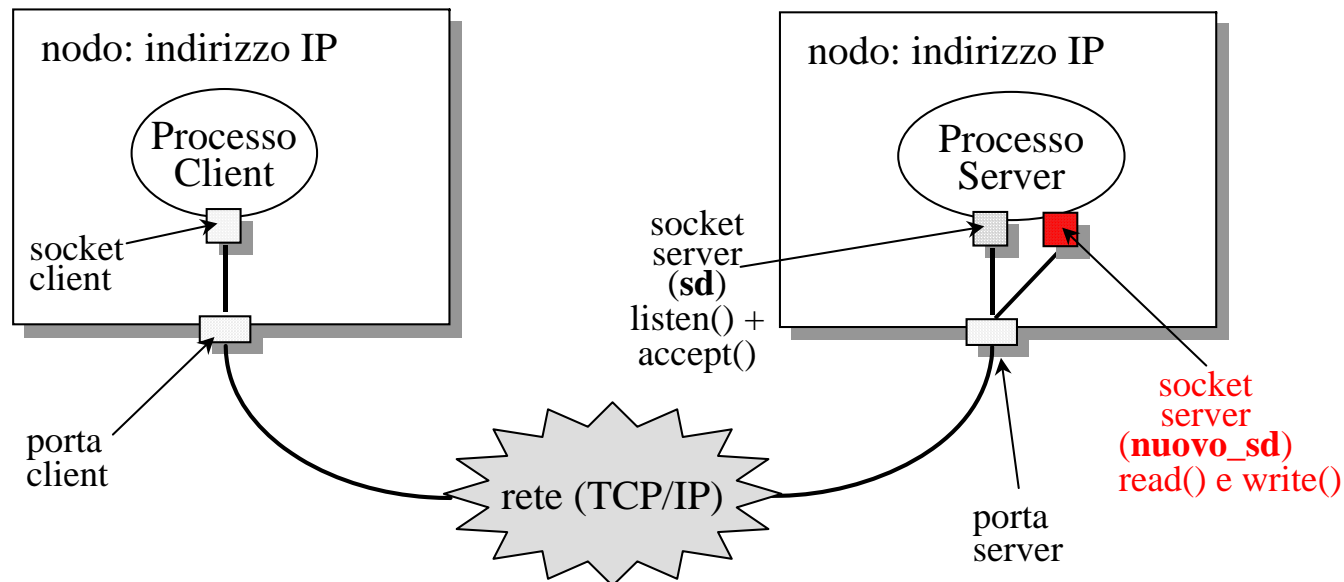 nodo: indirizzo IP
Processo
Client
socket
client
porta
client
nodo: indirizzo IP
Processo
Server
socket
server
(sd)
listen() +
accept()
rete (TCP/IP)
socket
server
(nuovo_sd)
read() e write()
porta
server